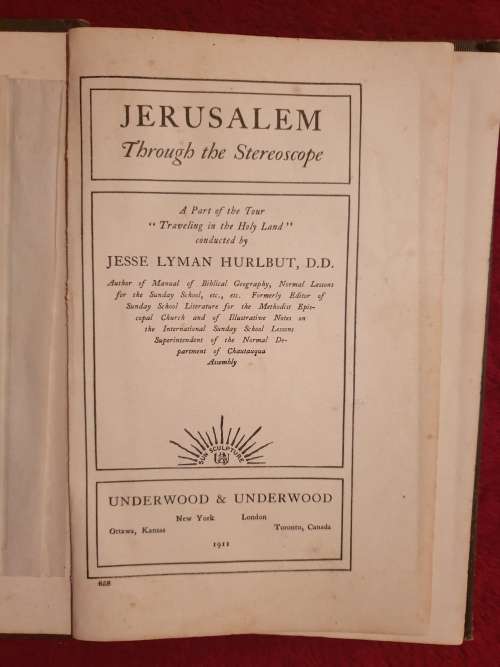 JERUSALEM
Through the Stereoscope
A Part of the Tour
"Traveling in the Holy Land"
conducted by
JESSE LYMAN HURLBUT, D.D.
Author of Manual of Biblical Geography, Normal Lessons
for the Sunday School, etc., etc. Formerly Editor of
Sunday School Literature for the Methodist Epis-
copal Church and of Illustrative Notes on
the International Sunday School Lessons
Superintendent of the Normal De-
partment of Chautauqua
Assembly
SUN SCULPTURE
UNDERWOOD & UNDERWOOD
New York London
Ottawa, Kansas Toronto, Canada
1911
658